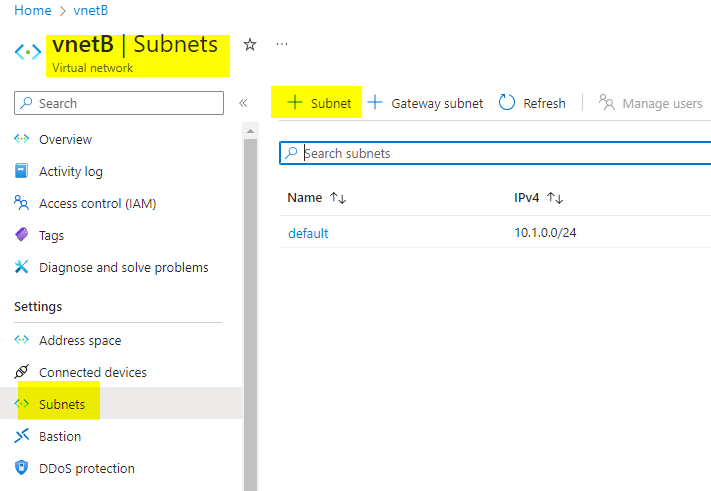 Home > vnetB
vnetB | Subnets
Virtual network
Search
Overview
Activity log
Access control (IAM)
Tags
Diagnose and solve problems
Settings
Address space
Connected devices
Subnets
Bastion
DDoS protection
+ Subnet + Gateway subnet Refresh Manage users
Search subnets
Name ↑↓ IPv4 ↑↓
default 10.1.0.0/24